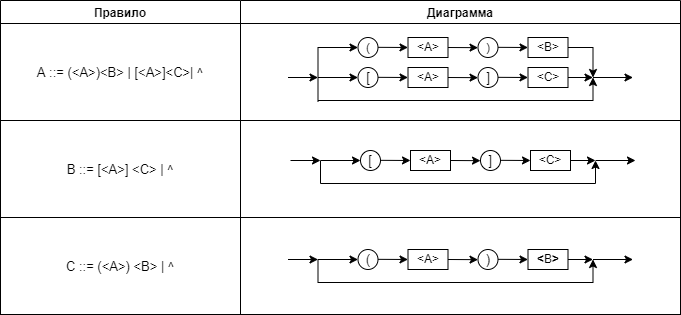 Правило Диаграмма
A ::= (<A>)<B> | [<A>]<C>| ^
( <A> ) <B>
[ <A> ] <C>
B ::= [<A>] <C> | ^
[ <A> ] <C>
C ::= (<A>) <B> | ^
( <A> ) <B>